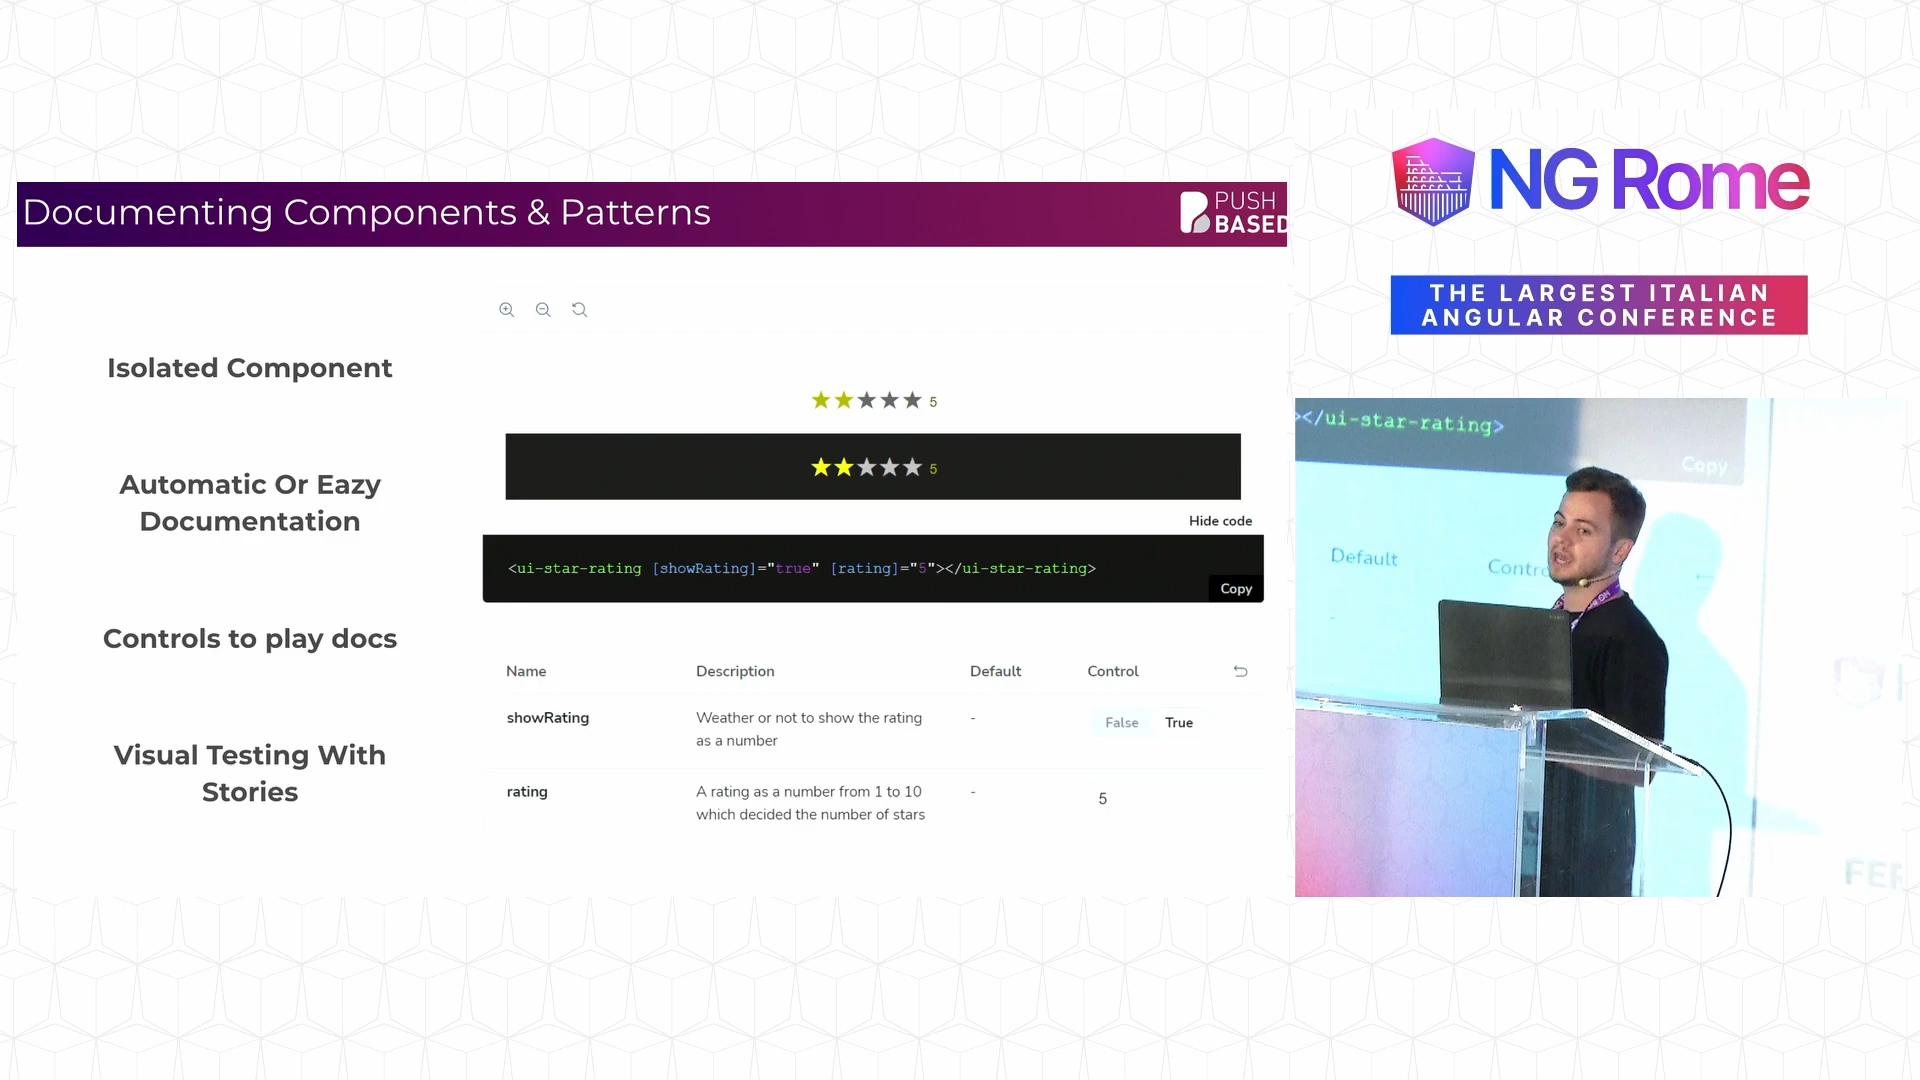 Documenting Components & Patterns
PUSH
BASED
NG Rome
THE LARGEST ITALIAN
ANGULAR CONFERENCE
Isolated Component
5
Automatic Or Eazy
Documentation
5
Hide code
<ui-star-rating [showRating]="true" [rating]="5"></ui-star-rating>
Copy
Controls to play docs
Name Description Default Control
showRating Weather or not to show the rating - False True
as a number
Visual Testing With
Stories
rating A rating as a number from 1 to 10 - 5
which decided the number of stars
></ui-star-rating>
Copy
Default
FER